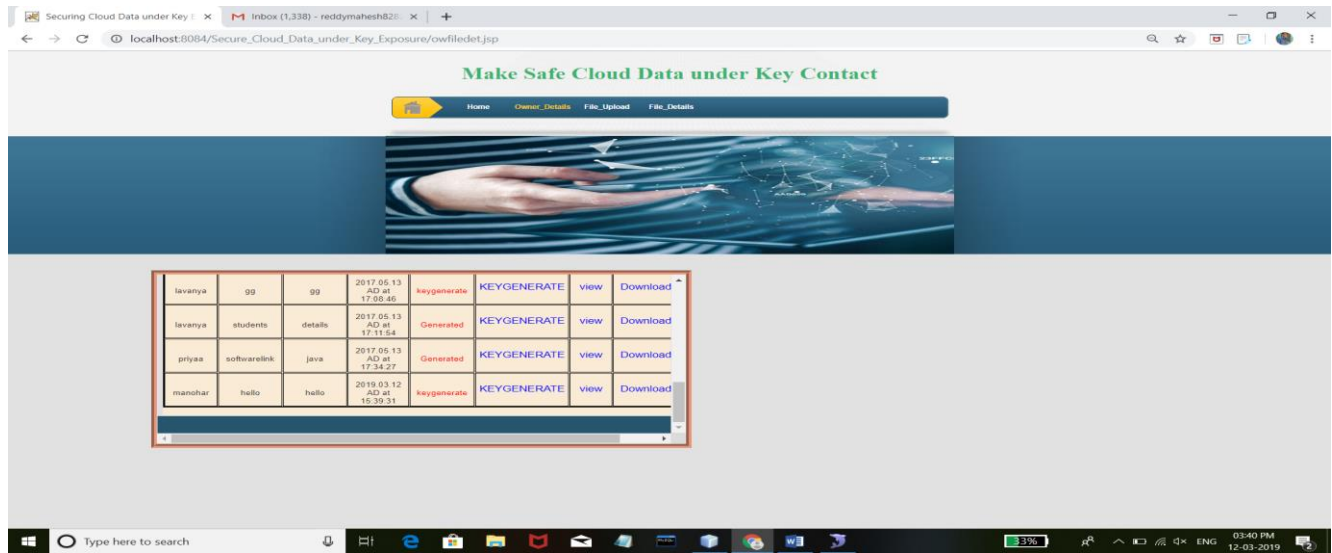 Securing Cloud Data under Key
Inbox (1,338) - reddymahesh828
localhost:8084/Secure_Cloud_Data_under_Key_Exposure/owfiledet.jsp
Make Safe Cloud Data under Key Contact
Home Owner_Details File_Upload File_Details
lavanya gg gg 2017.05.13 AD at 17:08:46 keygenerate KEYGENERATE view Download
lavanya students details 2017.05.13 AD at 17:11:54 Generated KEYGENERATE view Download
priyaa softwarelink java 2017.05.13 AD at 17:34:27 Generated KEYGENERATE view Download
manohar hello hello 2019.03.12 AD at 15:39:31 keygenerate KEYGENERATE view Download
Type here to search
33%
ENG
03:40 PM
12-03-2019
2